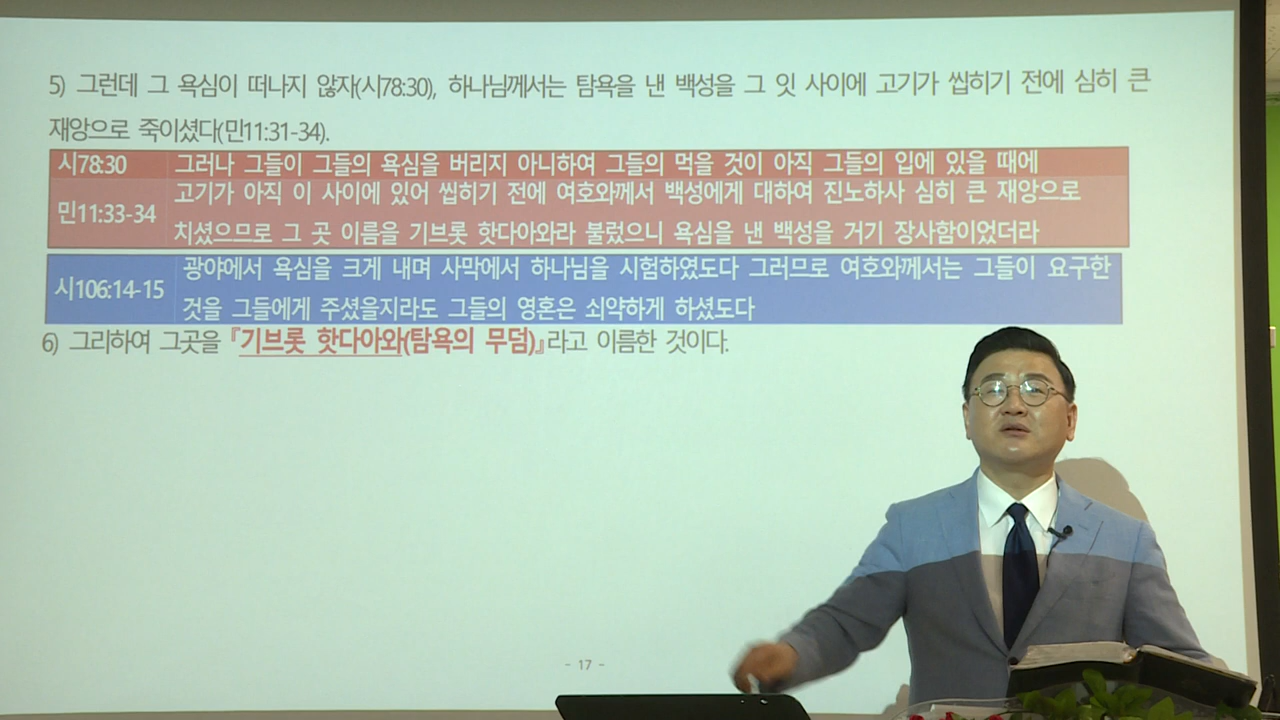 5) 그런데 그 욕심이 떠나지 않자(시78:30), 하나님께서는 탐욕을 낸 백성을 그 잇 사이에 고기가 씹히기 전에 심히 큰
재앙으로 죽이셨다(민11:31-34).
시78:30 그러나 그들이 그들의 욕심을 버리지 아니하여 그들의 먹을 것이 아직 그들의 입에 있을 때에
민11:33-34 고기가 아직 이 사이에 있어 씹히기 전에 여호와께서 백성에게 대하여 진노하사 심히 큰 재앙으로
치셨으므로 그 곳 이름을 기브롯 핫다아와라 불렀으니 욕심을 낸 백성을 거기 장사함이었더라
시106:14-15 광야에서 욕심을 크게 내며 사막에서 하나님을 시험하였도다 그러므로 여호와께서는 그들이 요구한
것을 그들에게 주셨을지라도 그들의 영혼은 쇠약하게 하셨도다
6) 그리하여 그곳을 『기브롯 핫다아와(탐욕의 무덤)』라고 이름한 것이다.
- 17 -